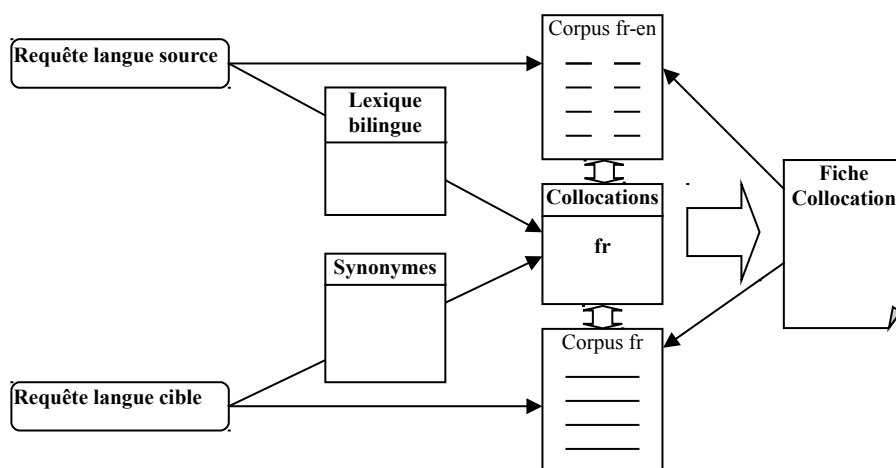 Requête langue source
Corpus fr-en
Lexique
bilingue
Fiche
Collocation
Collocations
fr
Synonymes
Corpus fr
Requête langue cible